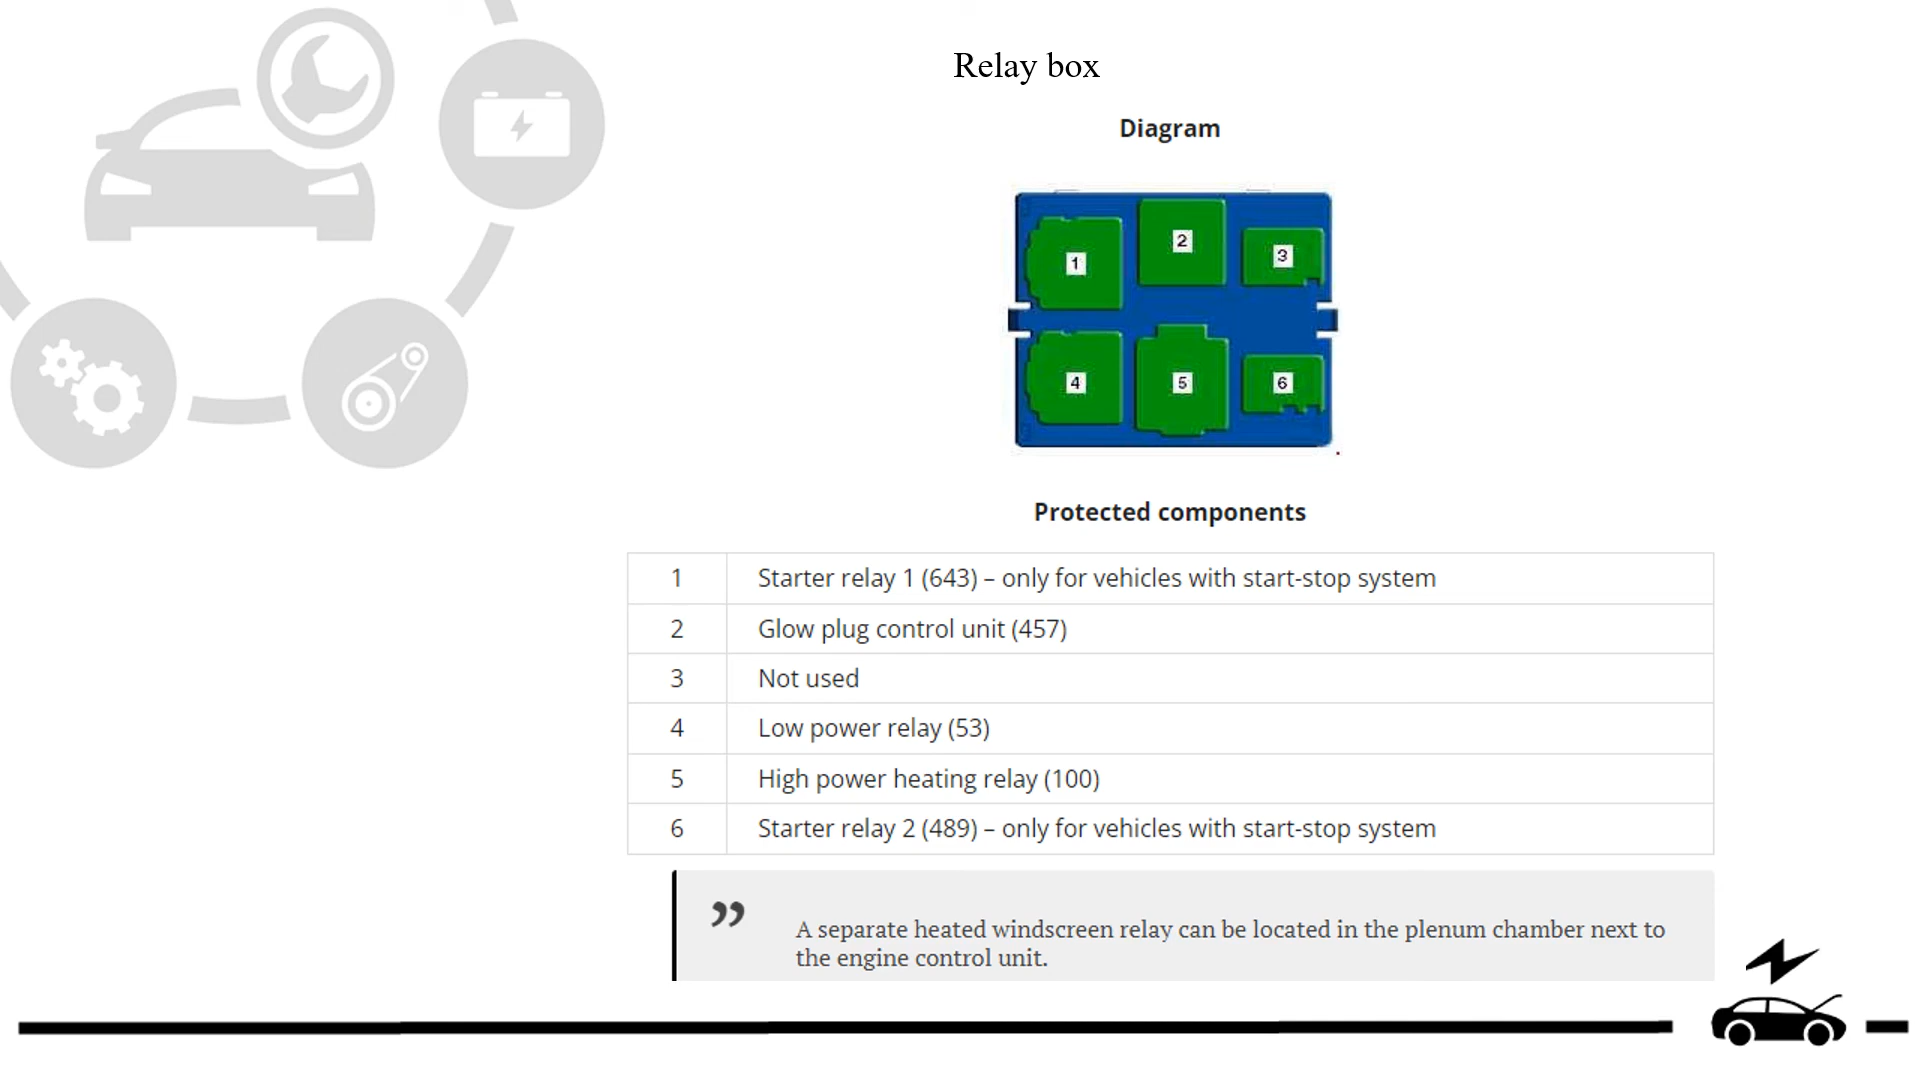 Relay box
Diagram
1
2
3
4
5
6
Protected components
1 Starter relay 1 (643) – only for vehicles with start-stop system
2 Glow plug control unit (457)
3 Not used
4 Low power relay (53)
5 High power heating relay (100)
6 Starter relay 2 (489) – only for vehicles with start-stop system
” A separate heated windscreen relay can be located in the plenum chamber next to
the engine control unit.